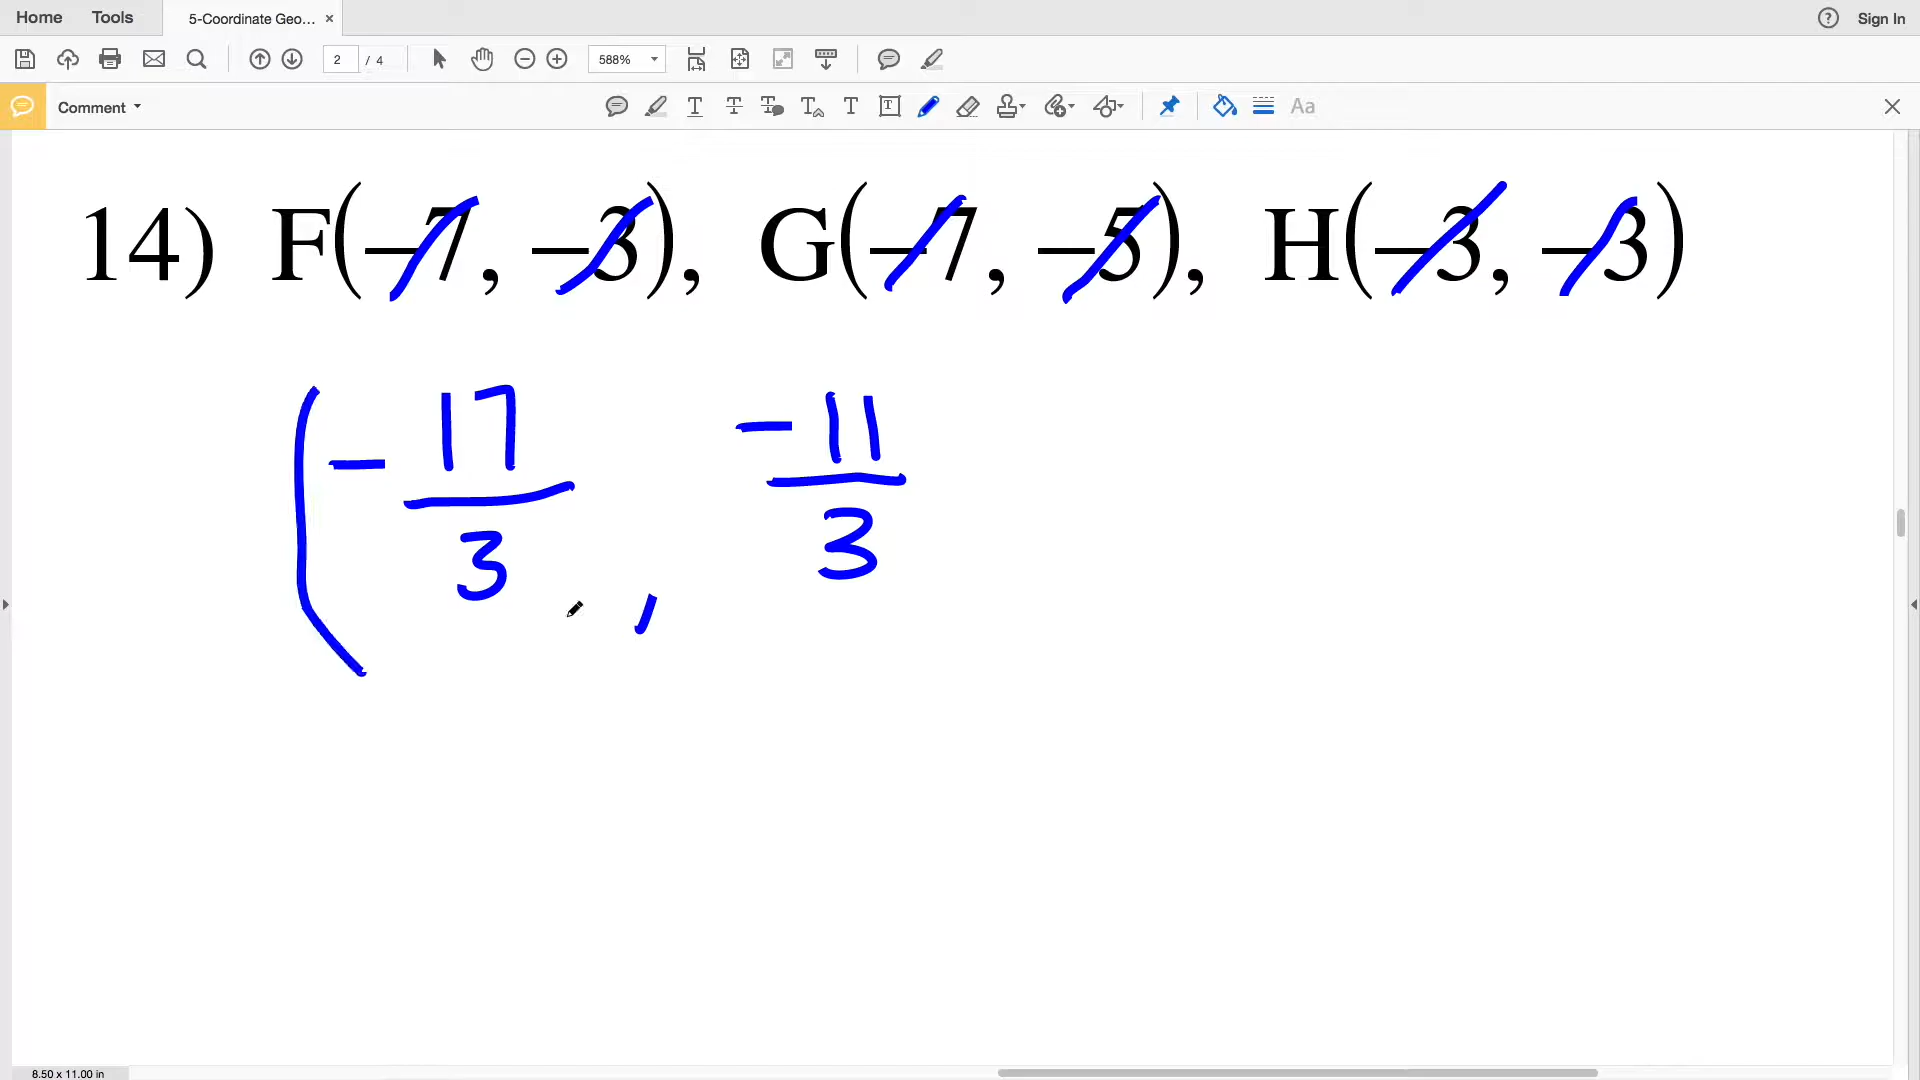 Home Tools 5-Coordinate Geo... × ? Sign In
2 / 4 588%
Comment T T T T T T Aa
14) F(−7, −3), G(−7, −5), H(−3, −3)
(− 17/3 , −11/3
8.50 x 11.00 in